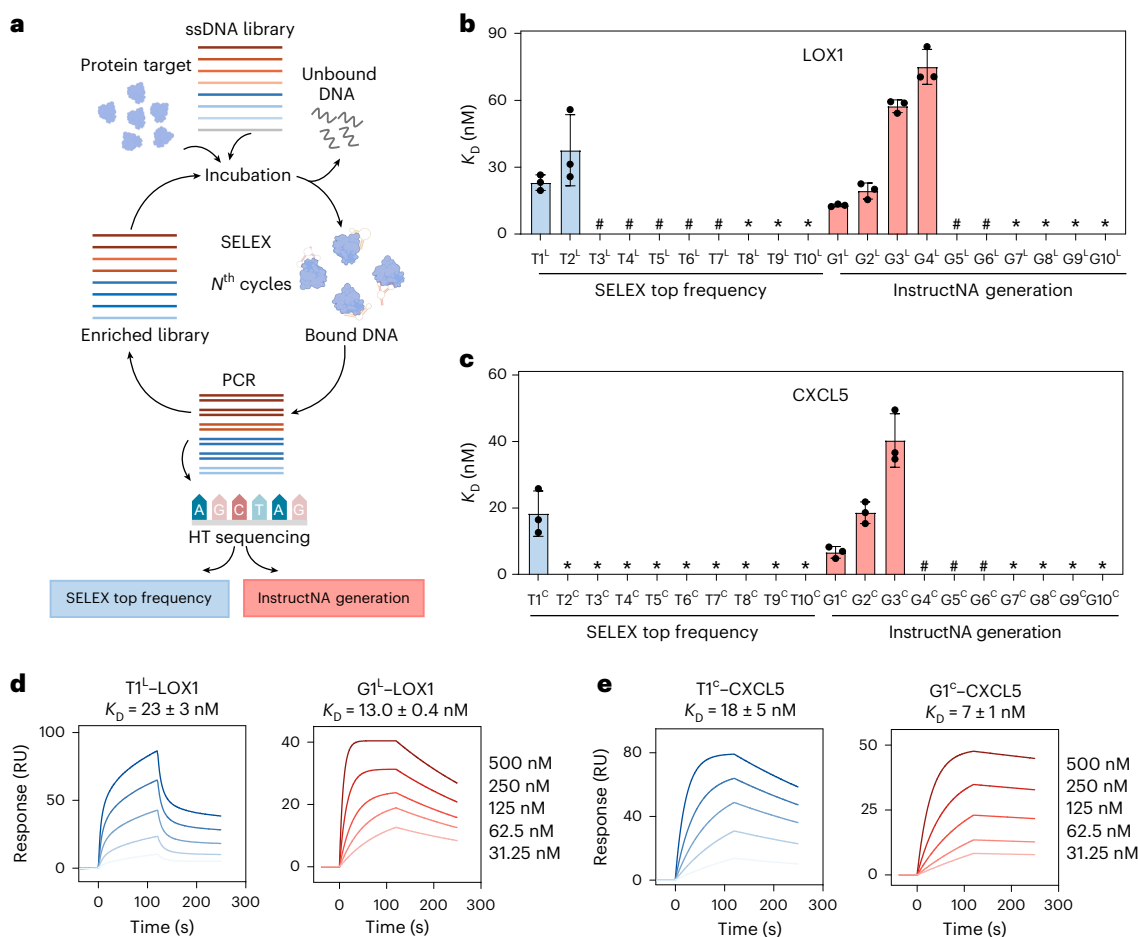 a
ssDNA library
Protein target
Unbound
DNA
Incubation
SELEX
Nth cycles
Enriched library
Bound DNA
PCR
A G C T A G
HT sequencing
SELEX top frequency
InstructNA generation
b
LOX1
KD (nM)
90
60
30
0
# # # # # * * * # # * * * *
T1L T2L T3L T4L T5L T6L T7L T8L T9L T10L G1L G2L G3L G4L G5L G6L G7L G8L G9L G10L
SELEX top frequency
InstructNA generation
c
CXCL5
KD (nM)
60
40
20
0
* * * * * * * * * # # # * * * *
T1C T2C T3C T4C T5C T6C T7C T8C T9C T10C G1C G2C G3C G4C G5C G6C G7C G8C G9C G10C
SELEX top frequency
InstructNA generation
d
T1L–LOX1
KD = 23 ± 3 nM
Response (RU)
100
50
0
0 100 200 300
Time (s)
G1L–LOX1
KD = 13.0 ± 0.4 nM
40
20
0
0 100 200 300
Time (s)
500 nM
250 nM
125 nM
62.5 nM
31.25 nM
e
T1c–CXCL5
KD = 18 ± 5 nM
Response (RU)
80
40
0
0 100 200 300
Time (s)
G1c–CXCL5
KD = 7 ± 1 nM
50
25
0
0 100 200 300
Time (s)
500 nM
250 nM
125 nM
62.5 nM
31.25 nM